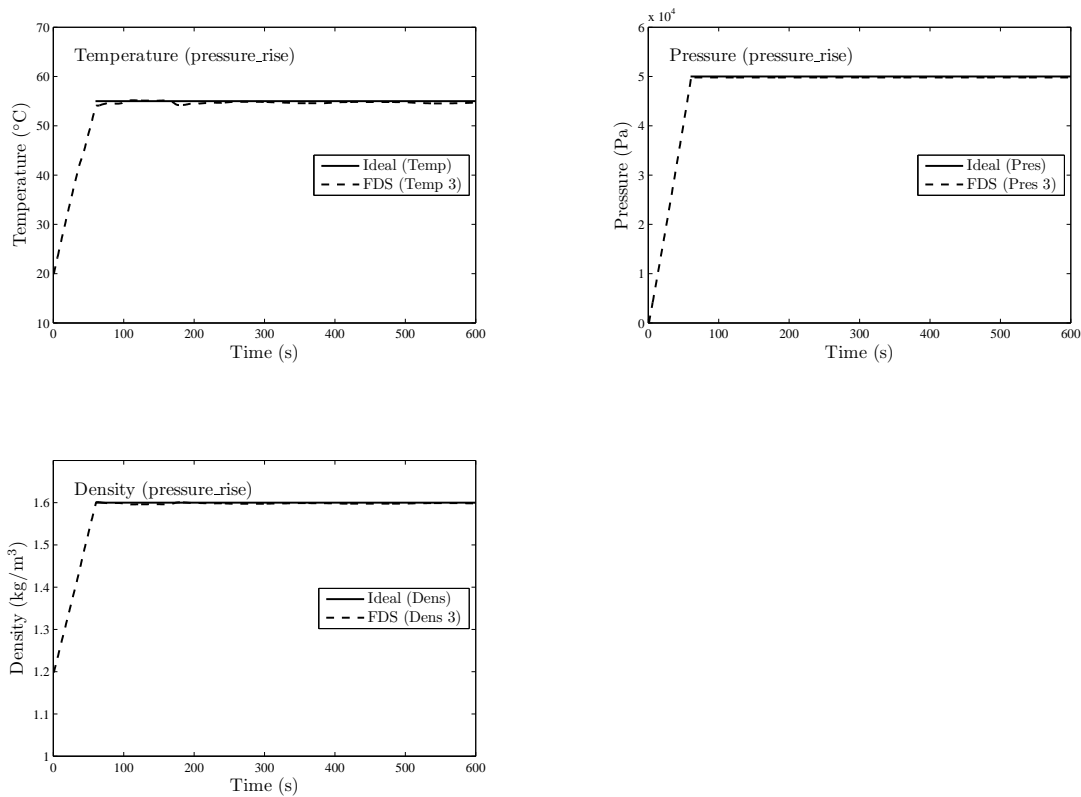 70
60
50
40
30
20
10
0
100
200
300
400
500
600
Temperature (°C)
Time (s)
Temperature (pressure_rise)
Ideal (Temp)
FDS (Temp 3)
x 10⁴
6
5
4
3
2
1
0
0
100
200
300
400
500
600
Pressure (Pa)
Time (s)
Pressure (pressure_rise)
Ideal (Pres)
FDS (Pres 3)
1.6
1.5
1.4
1.3
1.2
1.1
1
0
100
200
300
400
500
600
Density (kg/m³)
Time (s)
Density (pressure_rise)
Ideal (Dens)
FDS (Dens 3)